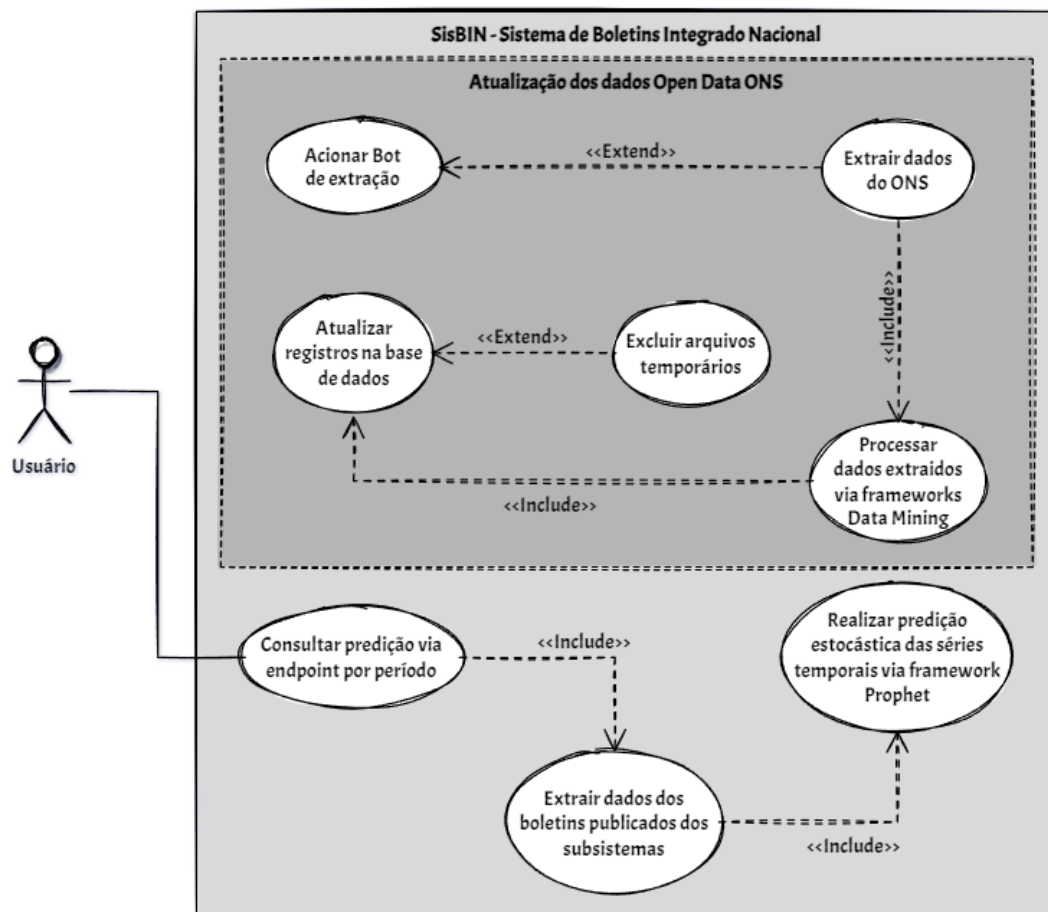 SisBIN - Sistema de Boletins Integrado Nacional
Atualização dos dados Open Data ONS
Acionar Bot
de extração
<<Extend>>
Extrair dados
do ONS
<<Include>>
Atualizar
registros na base
de dados
<<Extend>>
Excluir arquivos
temporários
Usuário
Processar
dados extraidos
via frameworks
Data Mining
<<Include>>
Consultar predição via
endpoint por período
<<Include>>
Realizar predição
estocástica das séries
temporais via framework
Prophet
Extrair dados dos
boletins publicados dos
subsistemas
<<Include>>